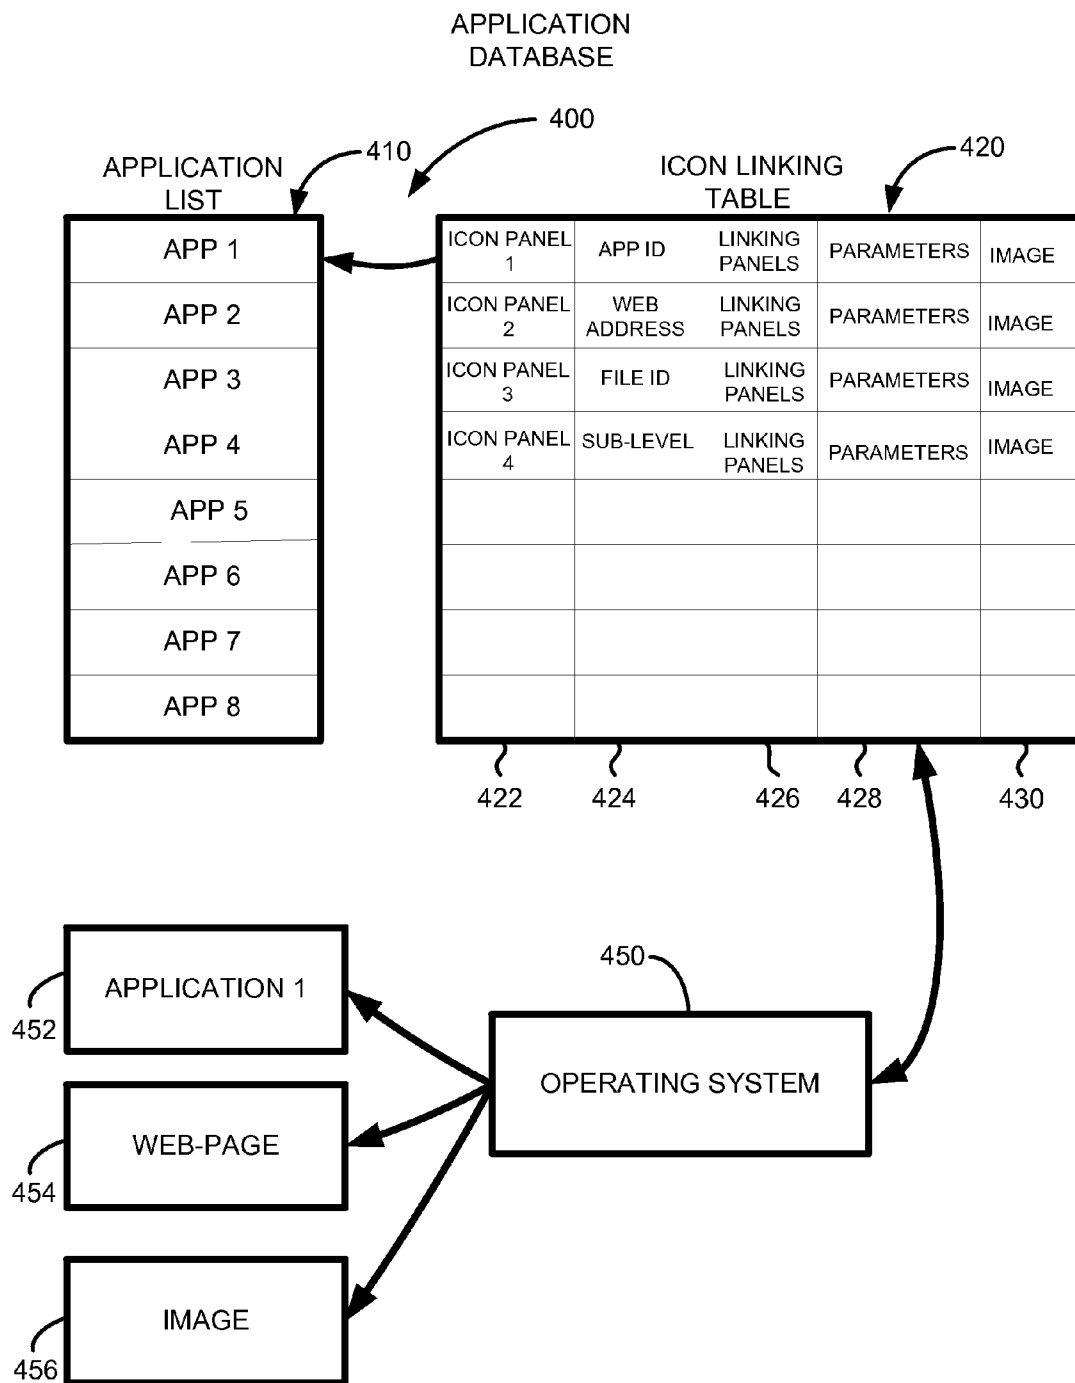 APPLICATION
DATABASE
400
APPLICATION
LIST
410
ICON LINKING
TABLE
420
APP 1
APP 2
APP 3
APP 4
APP 5
APP 6
APP 7
APP 8
ICON PANEL
1
APP ID
LINKING
PANELS
PARAMETERS
IMAGE
ICON PANEL
2
WEB
ADDRESS
LINKING
PANELS
PARAMETERS
IMAGE
ICON PANEL
3
FILE ID
LINKING
PANELS
PARAMETERS
IMAGE
ICON PANEL
4
SUB-LEVEL
LINKING
PANELS
PARAMETERS
IMAGE
422
424
426
428
430
450
OPERATING SYSTEM
APPLICATION 1
452
WEB-PAGE
454
IMAGE
456